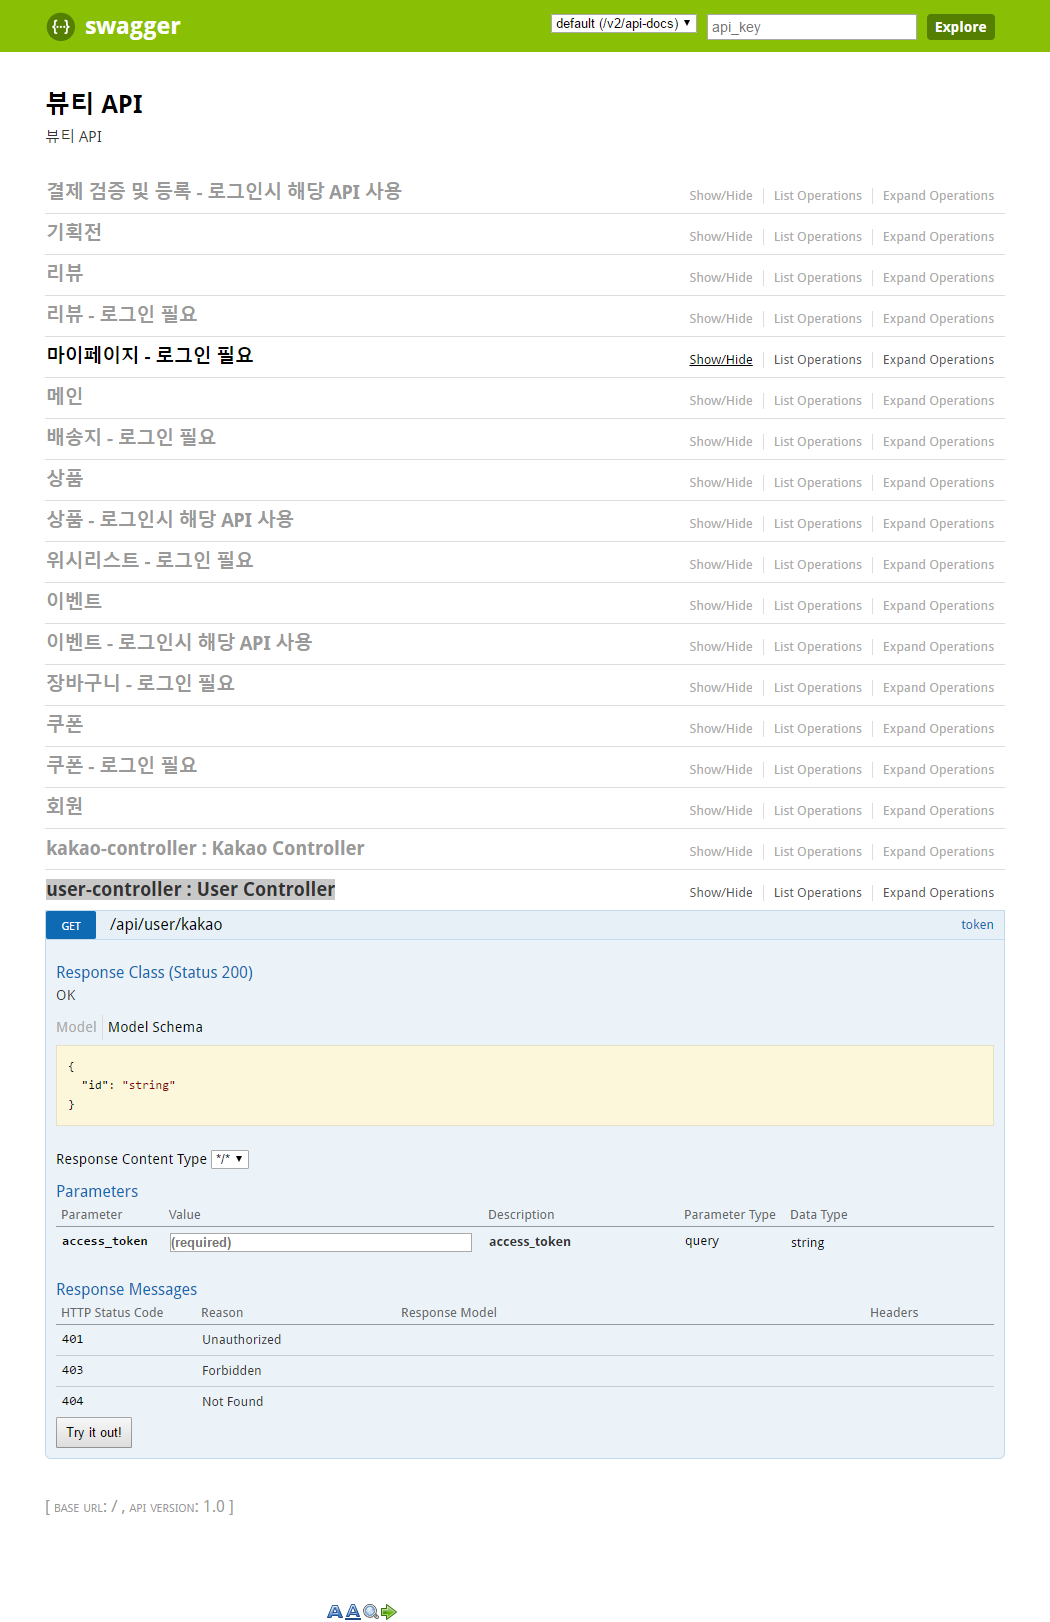 swagger default (/v2/api-docs) api_key Explore
뷰티 API
뷰티 API
결제 검증 및 등록 - 로그인시 해당 API 사용 Show/Hide List Operations Expand Operations
기획전 Show/Hide List Operations Expand Operations
리뷰 Show/Hide List Operations Expand Operations
리뷰 - 로그인 필요 Show/Hide List Operations Expand Operations
마이페이지 - 로그인 필요 Show/Hide List Operations Expand Operations
메인 Show/Hide List Operations Expand Operations
배송지 - 로그인 필요 Show/Hide List Operations Expand Operations
상품 Show/Hide List Operations Expand Operations
상품 - 로그인시 해당 API 사용 Show/Hide List Operations Expand Operations
위시리스트 - 로그인 필요 Show/Hide List Operations Expand Operations
이벤트 Show/Hide List Operations Expand Operations
이벤트 - 로그인시 해당 API 사용 Show/Hide List Operations Expand Operations
장바구니 - 로그인 필요 Show/Hide List Operations Expand Operations
쿠폰 Show/Hide List Operations Expand Operations
쿠폰 - 로그인 필요 Show/Hide List Operations Expand Operations
회원 Show/Hide List Operations Expand Operations
kakao-controller : Kakao Controller Show/Hide List Operations Expand Operations
user-controller : User Controller Show/Hide List Operations Expand Operations
GET /api/user/kakao token
Response Class (Status 200)
OK
Model Model Schema
{
"id": "string"
}
Response Content Type */*
Parameters
Parameter Value Description Parameter Type Data Type
access_token (required) access_token query string
Response Messages
HTTP Status Code Reason Response Model Headers
401 Unauthorized
403 Forbidden
404 Not Found
Try it out!
[ BASE URL: / , API VERSION: 1.0 ]
A A